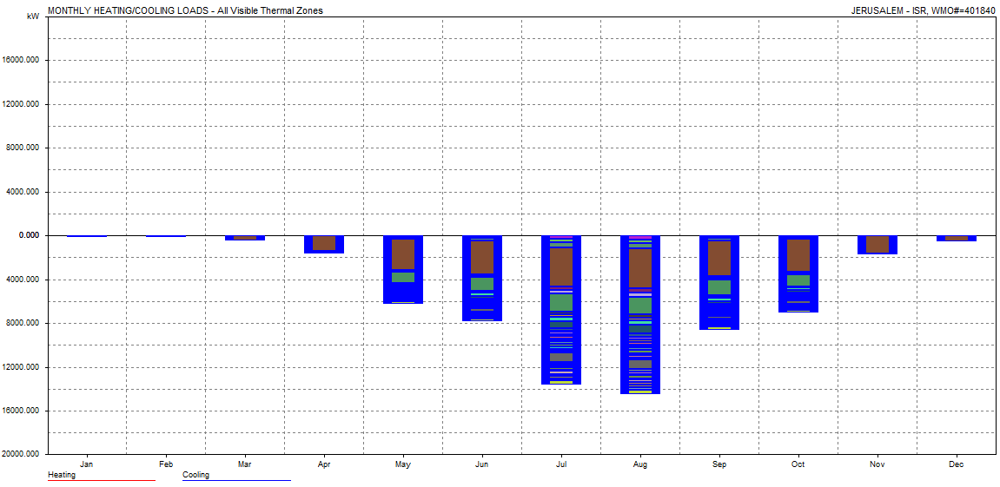 MONTHLY HEATING/COOLING LOADS - All Visible Thermal Zones
JERUSALEM - ISR, WMO#=401840
kW
16000.000
12000.000
8000.000
4000.000
0.000
4000.000
8000.000
12000.000
16000.000
20000.000
Jan Feb Mar Apr May Jun Jul Aug Sep Oct Nov Dec
Heating Cooling